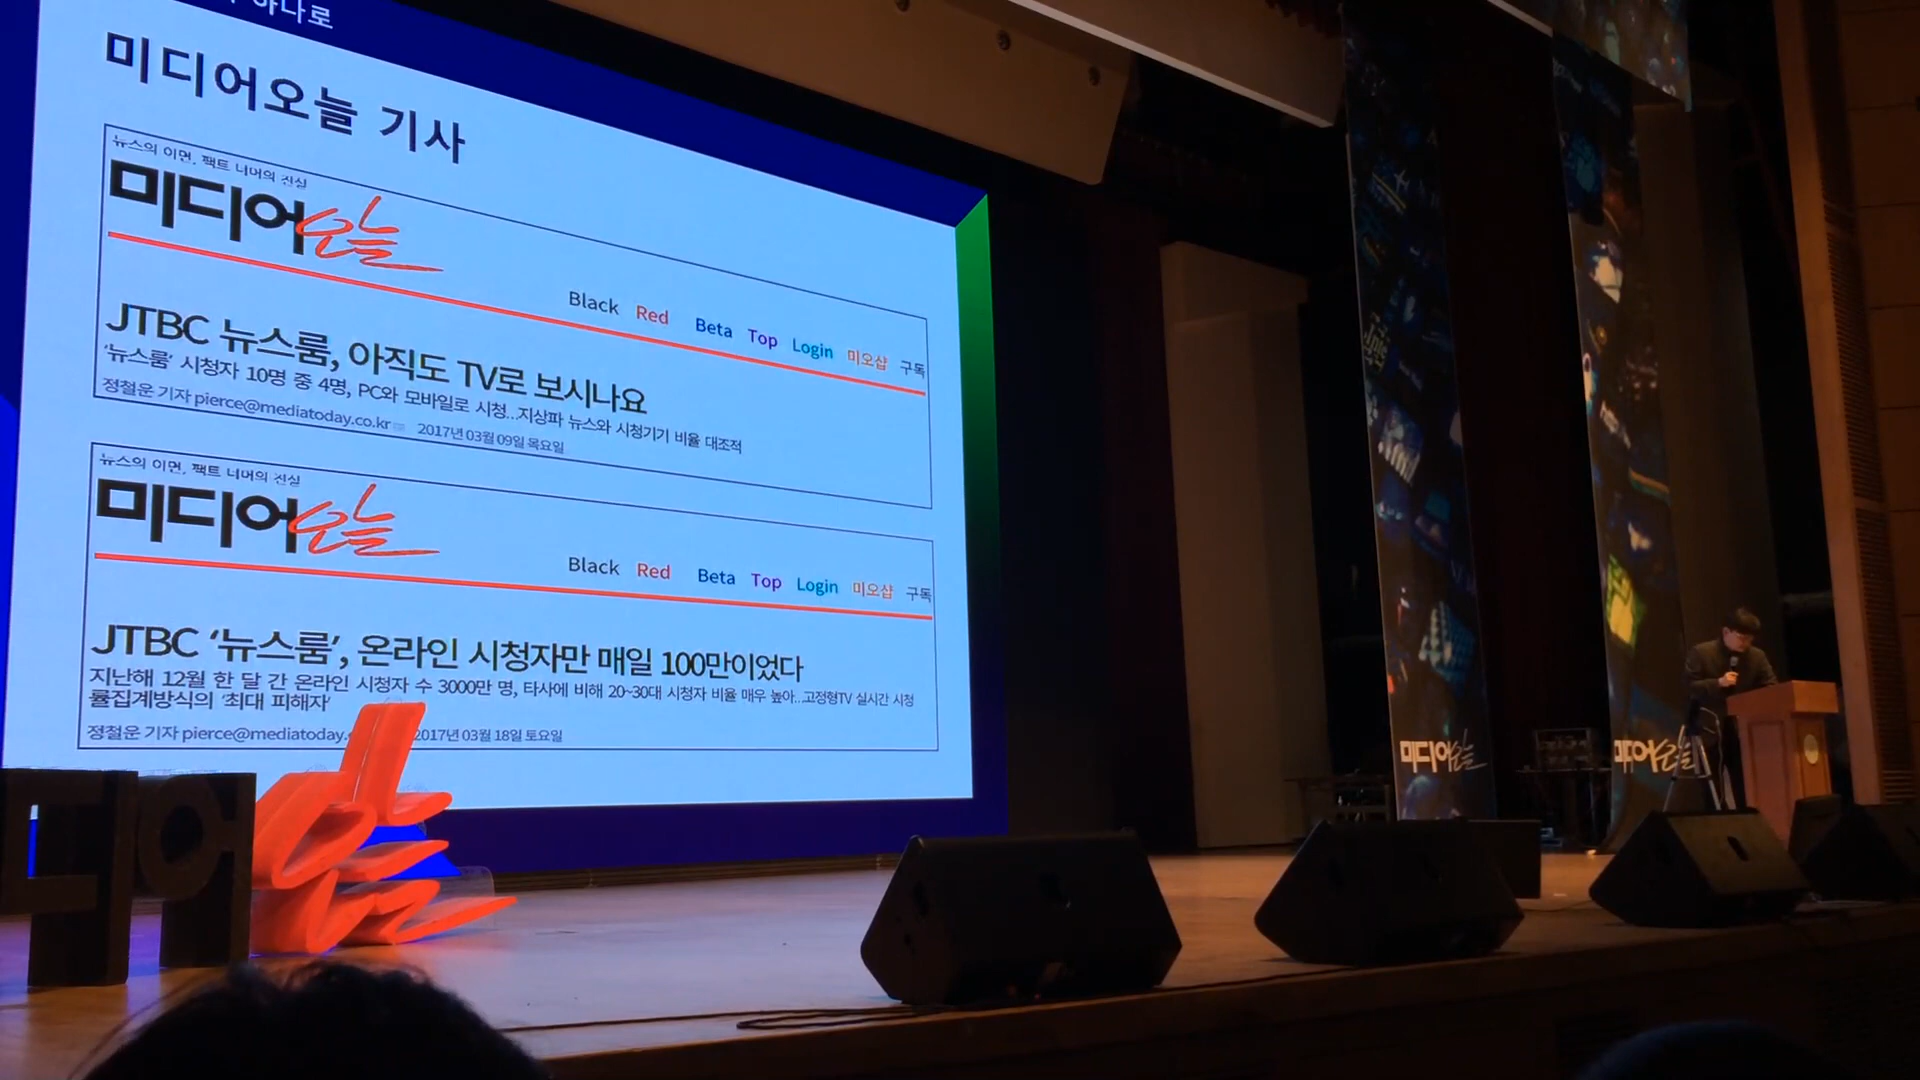 하나로
미디어오늘 기사
뉴스의 이면, 팩트 너머의 진실
미디어오늘
Black Red Beta Top Login 미오샵 구독
JTBC 뉴스룸, 아직도 TV로 보시나요
‘뉴스룸’ 시청자 10명 중 4명, PC와 모바일로 시청...지상파 뉴스와 시청기기 비율 대조적
정철운 기자 pierce@mediatoday.co.kr 2017년 03월 09일 목요일
뉴스의 이면, 팩트 너머의 진실
미디어오늘
Black Red Beta Top Login 미오샵 구독
JTBC ‘뉴스룸’, 온라인 시청자만 매일 100만이었다
지난해 12월 한 달 간 온라인 시청자 수 3000만 명, 타사에 비해 20~30대 시청자 비율 매우 높아...고정형TV 실시간 시청
률집계방식의 ‘최대 피해자’
정철운 기자 pierce@mediatoday. 2017년 03월 18일 토요일
디어오늘
미디어오늘
미디어오늘